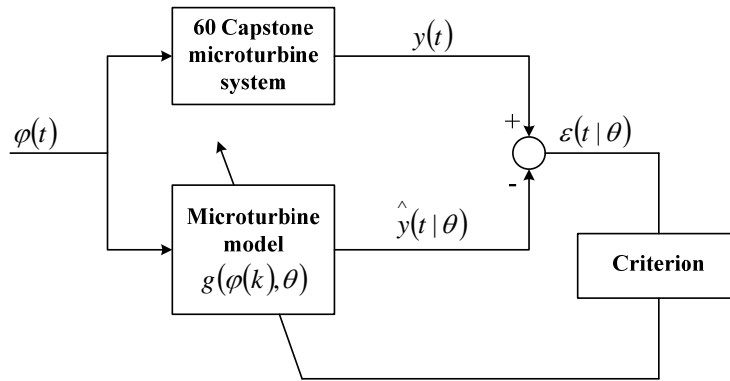 60 Capstone
microturbine
system
y(t)
φ(t)
+
ε(t | θ)
-
Microturbine
model
g(φ(k),θ)
ŷ(t | θ)
Criterion